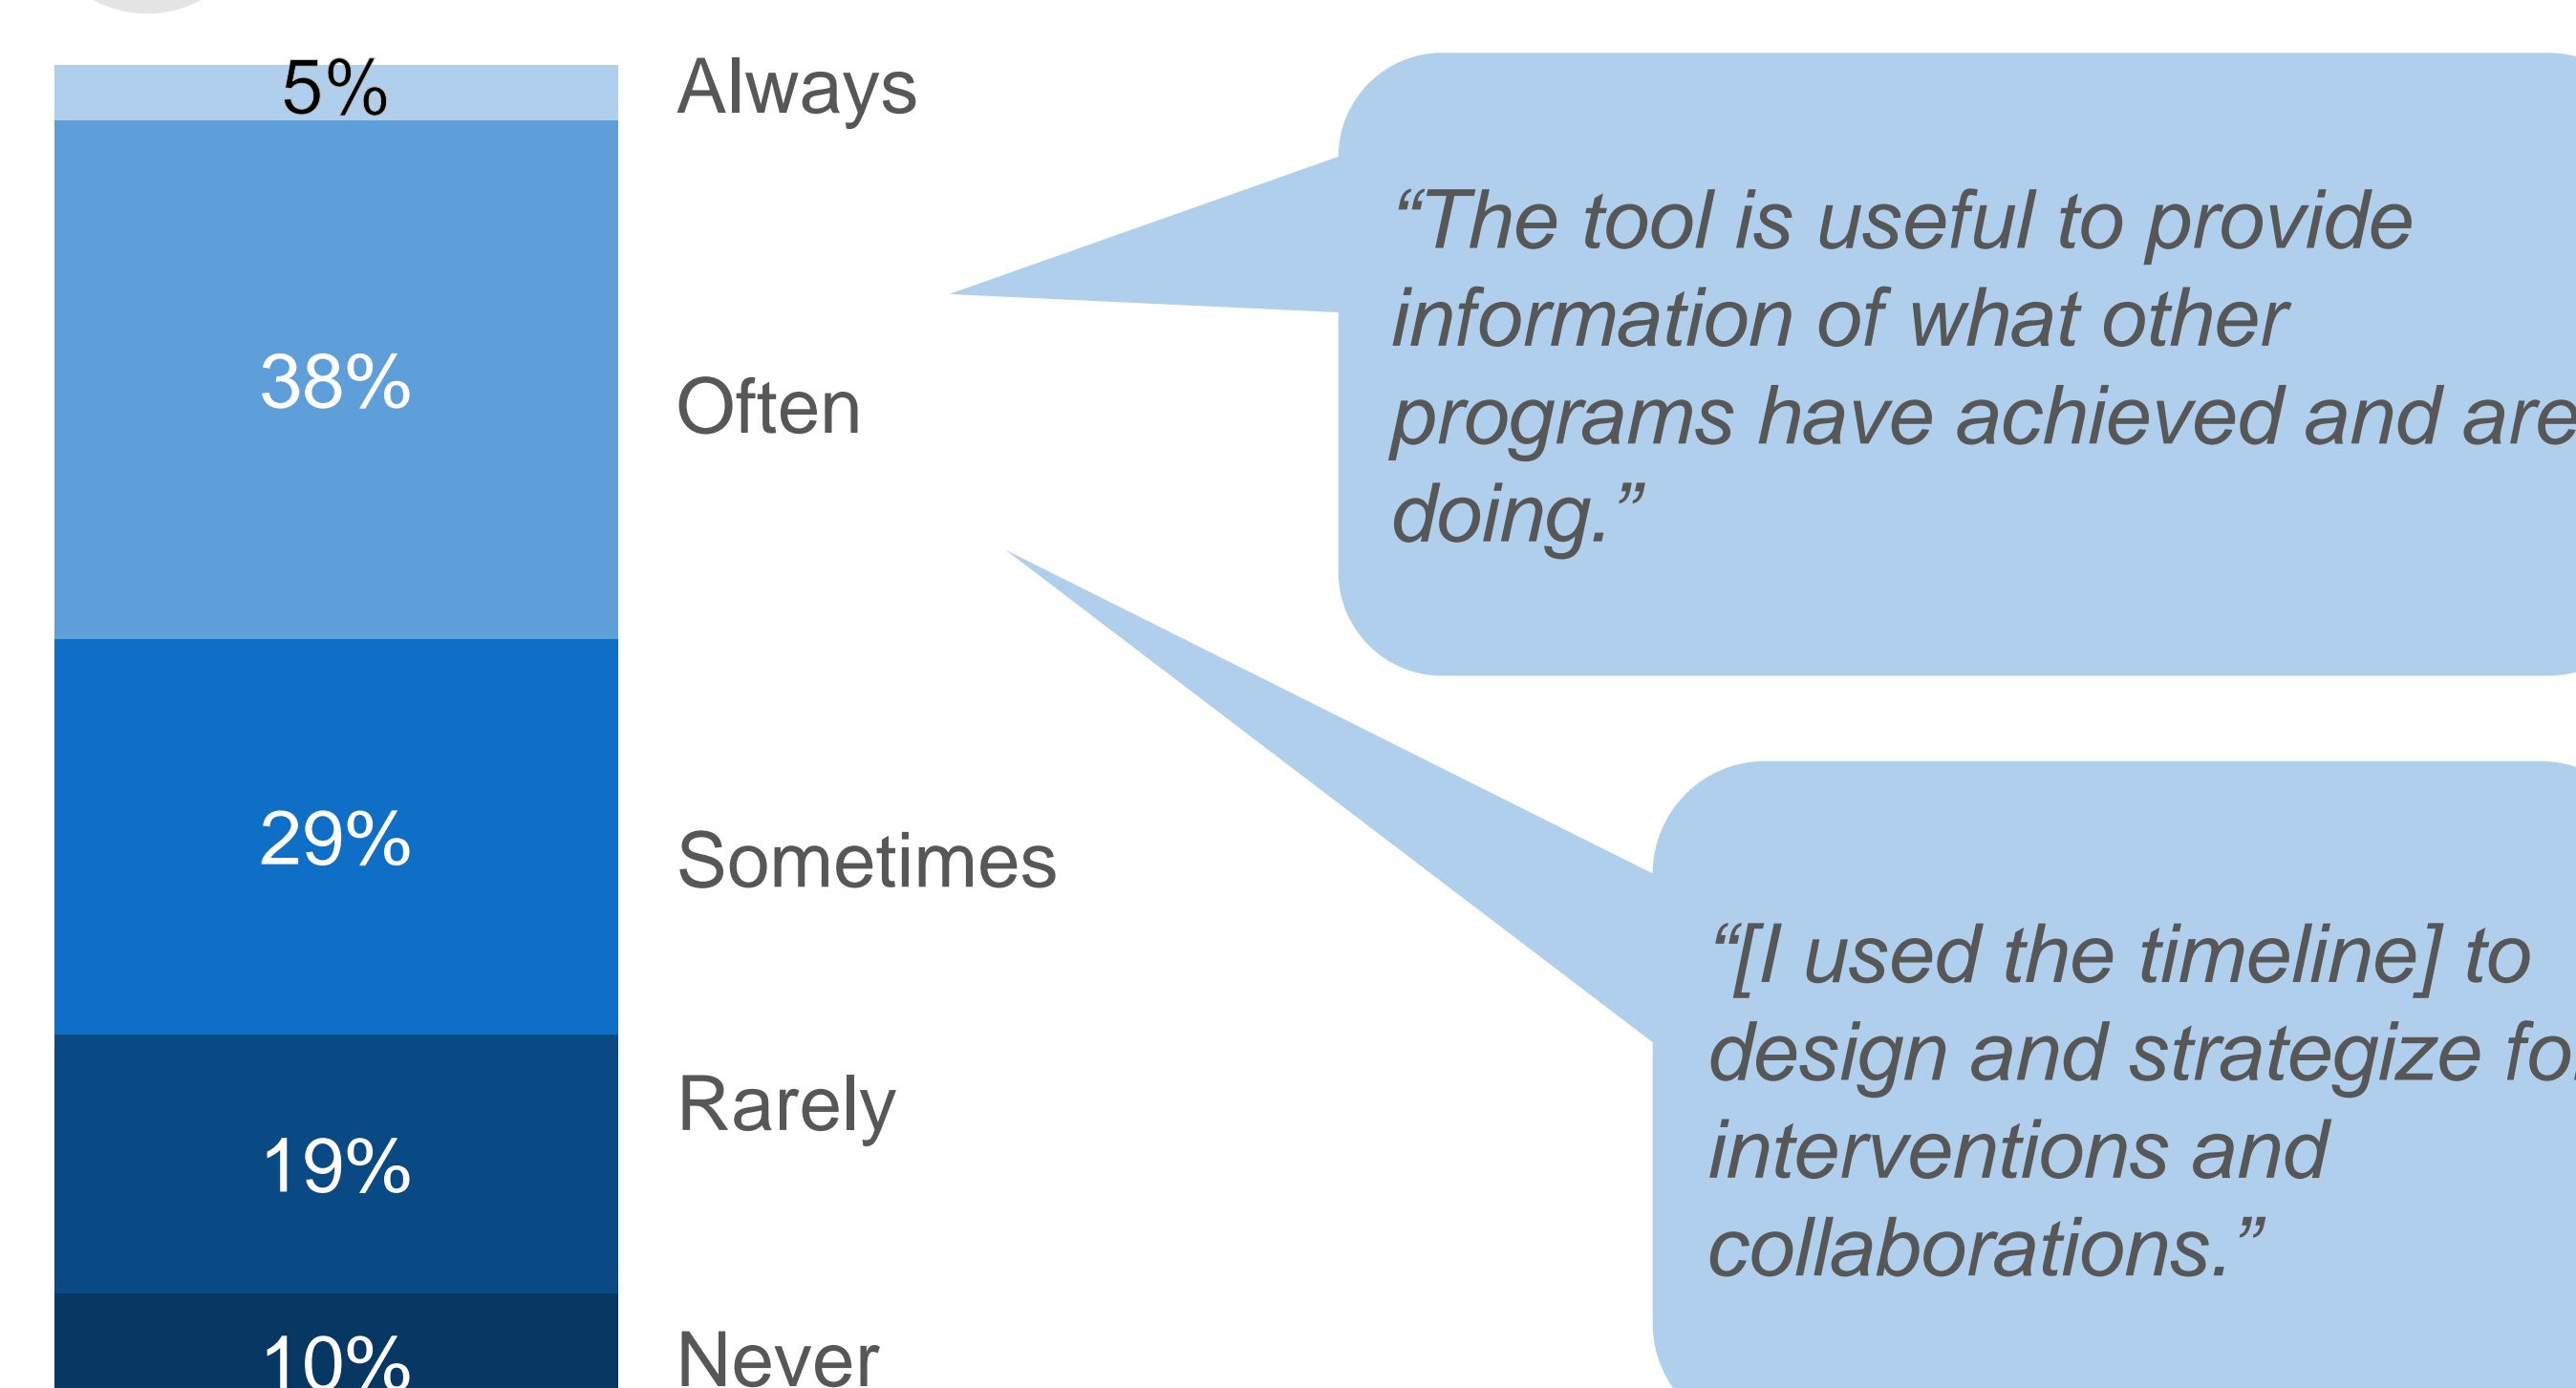 5%
Always
“The tool is useful to provide
information of what other
programs have achieved and are
doing.”
38%
Often
29%
Sometimes
“[I used the timeline] to
design and strategize
interventions and
collaborations.”
19%
Rarely
10%
Never